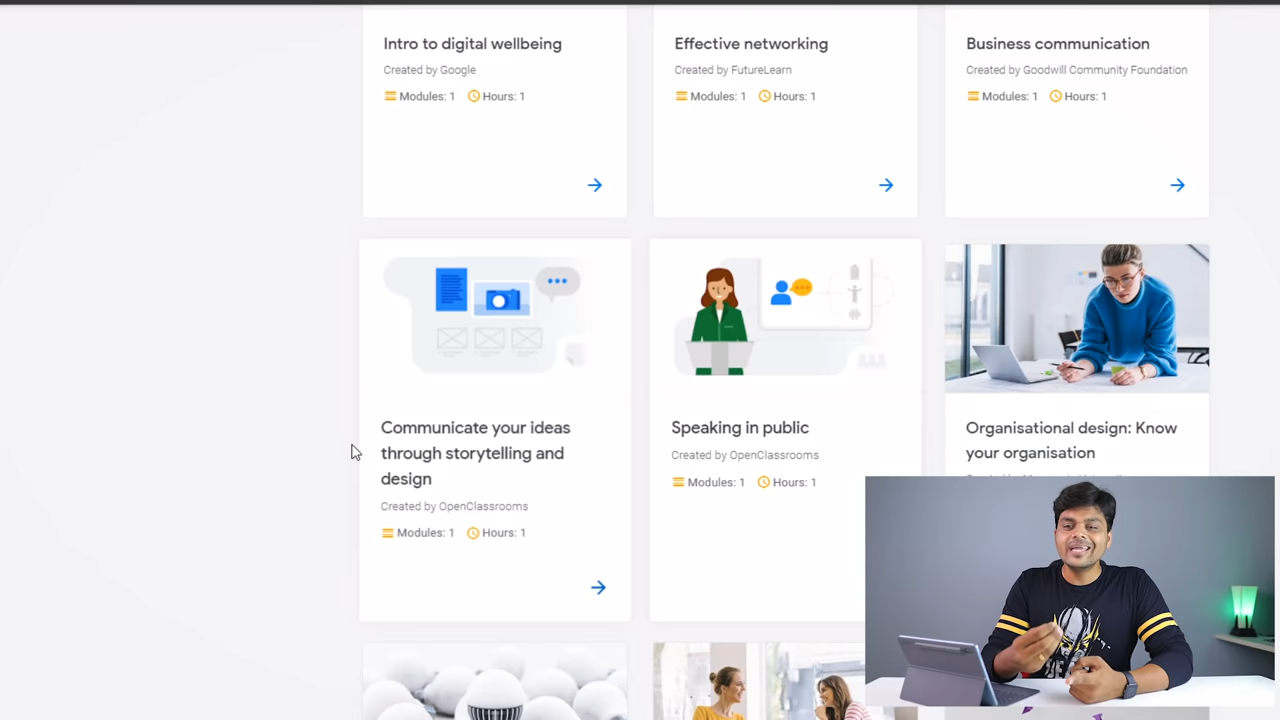 Intro to digital wellbeing
Created by Google
Modules: 1 Hours: 1
Effective networking
Created by FutureLearn
Modules: 1 Hours: 1
Business communication
Created by Goodwill Community Foundation
Modules: 1 Hours: 1
Communicate your ideas
through storytelling and
design
Created by OpenClassrooms
Modules: 1 Hours: 1
Speaking in public
Created by OpenClassrooms
Modules: 1 Hours: 1
Organisational design: Know
your organisation